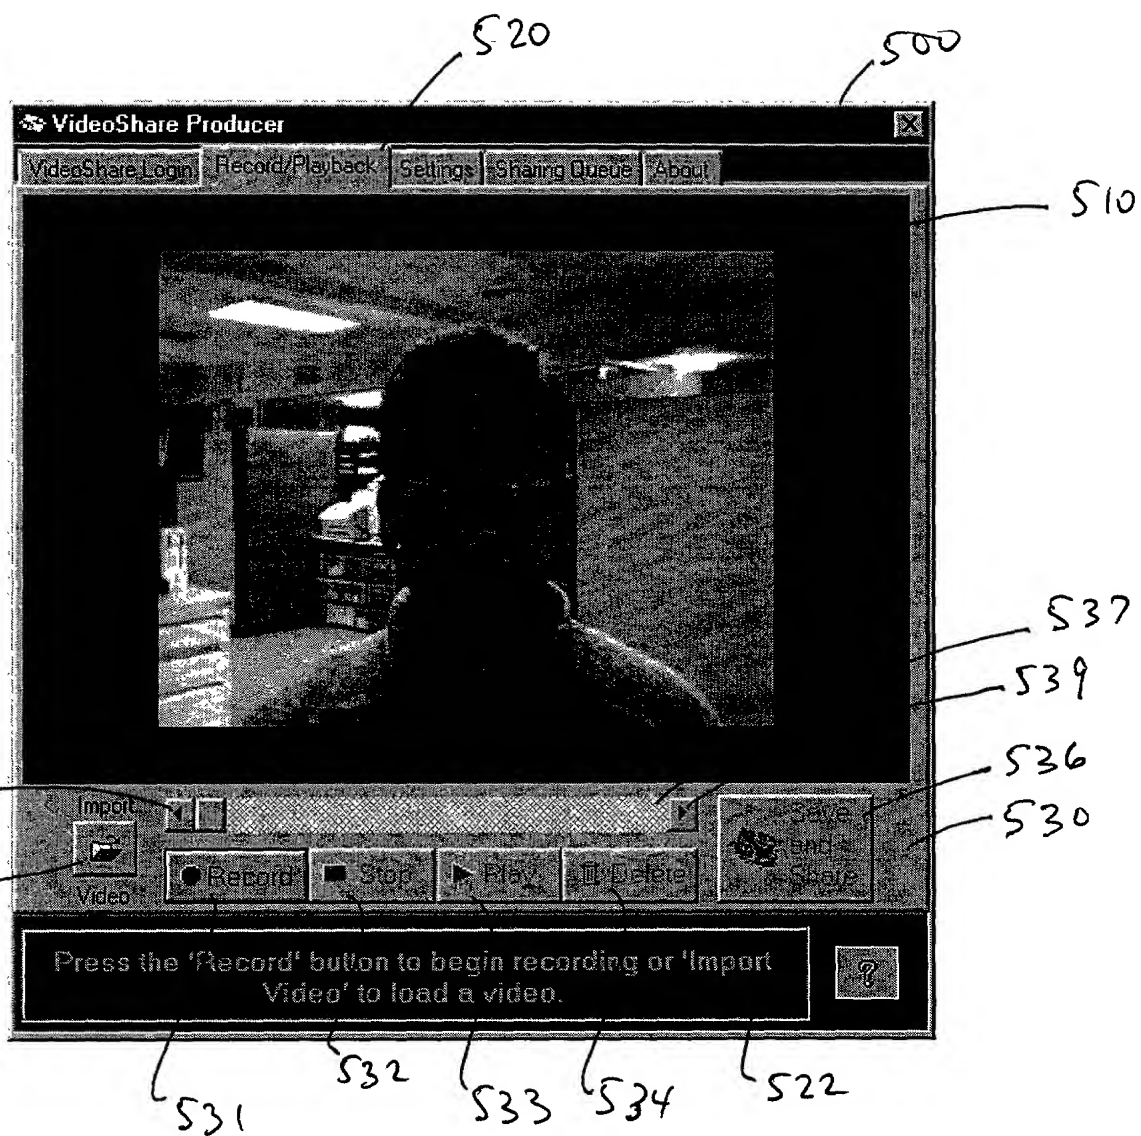 520
500
VideoShare Producer
VideoShare Login Record/Playback Settings Sharing Queue About
510
537
539
536
530
Import
Video
Record Stop Play Delete
Save and Share
Press the 'Record' button to begin recording or 'Import
Video' to load a video.
?
531
532
533
534
522